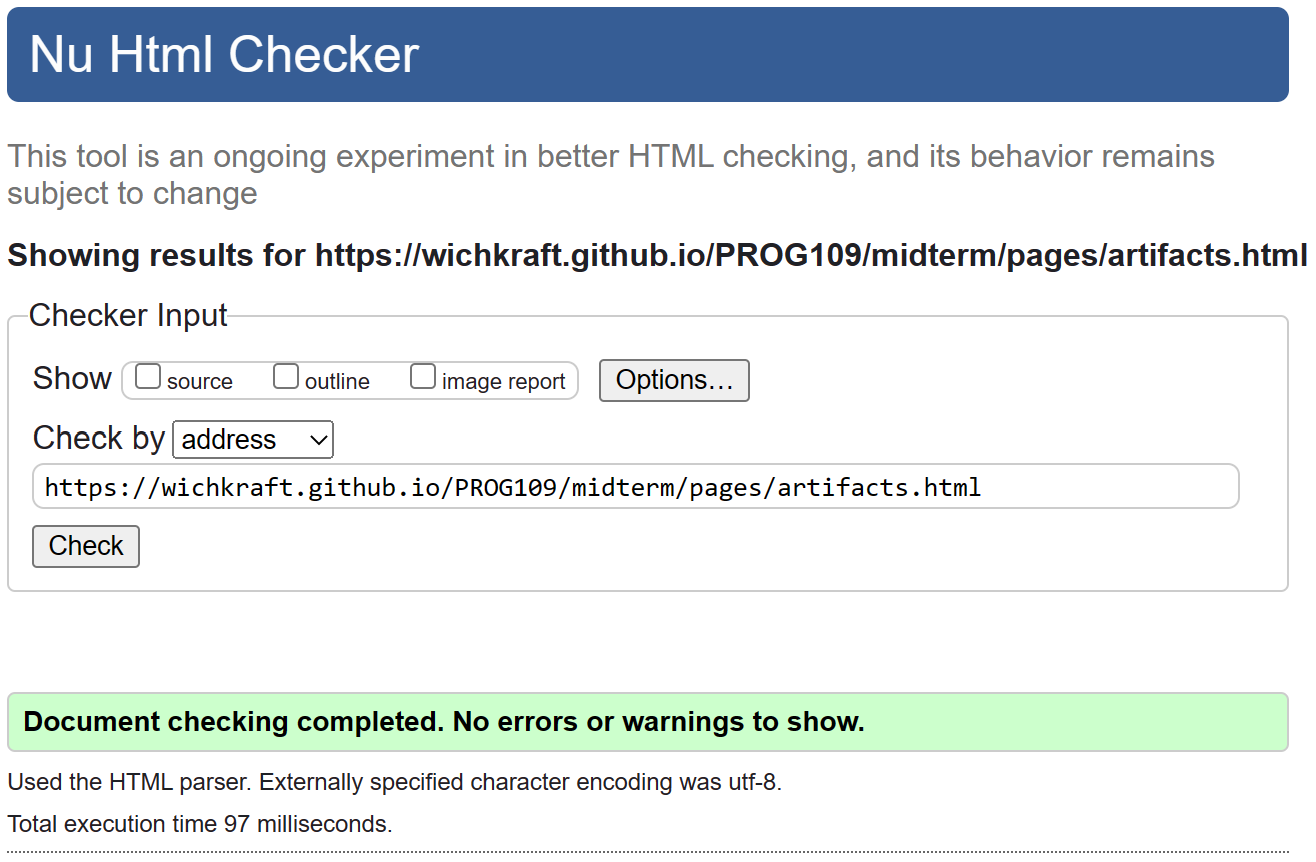 Nu Html Checker
This tool is an ongoing experiment in better HTML checking, and its behavior remains
subject to change
Showing results for https://wichkraft.github.io/PROG109/midterm/pages/artifacts.html
Checker Input
Show source outline image report Options…
Check by address
https://wichkraft.github.io/PROG109/midterm/pages/artifacts.html
Check
Document checking completed. No errors or warnings to show.
Used the HTML parser. Externally specified character encoding was utf-8.
Total execution time 97 milliseconds.